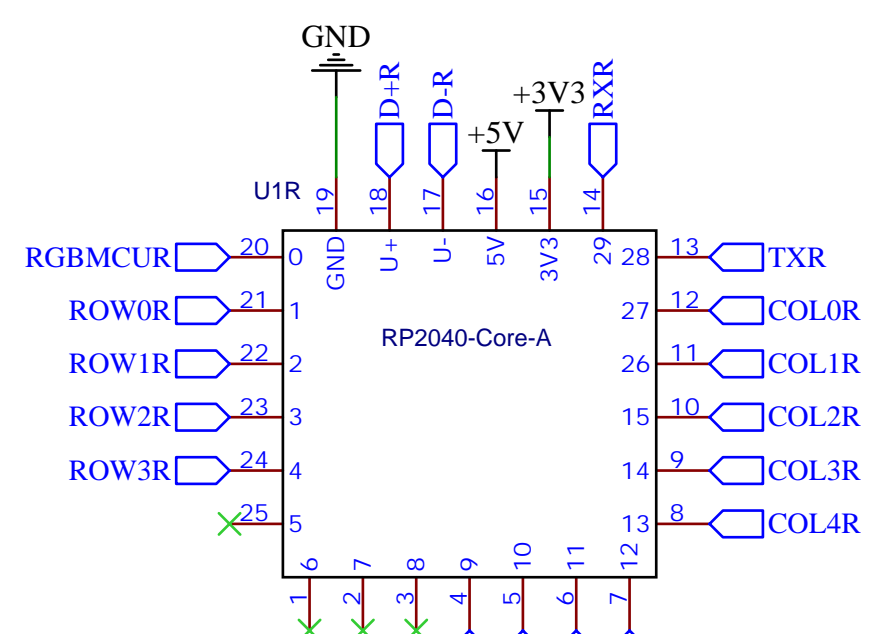 GND
D+R
D-R
+5V
+3V3
RXR
U1R
19
18
17
16
15
14
GND
U+
U-
5V
3V3
29
RGBMCUR 20 0
28 13 TXR
ROW0R 21 1
27 12 COL0R
RP2040-Core-A
ROW1R 22 2
26 11 COL1R
ROW2R 23 3
15 10 COL2R
ROW3R 24 4
14 9 COL3R
25 5
13 8 COL4R
6
7
8
9
10
11
12
1
2
3
4
5
6
7